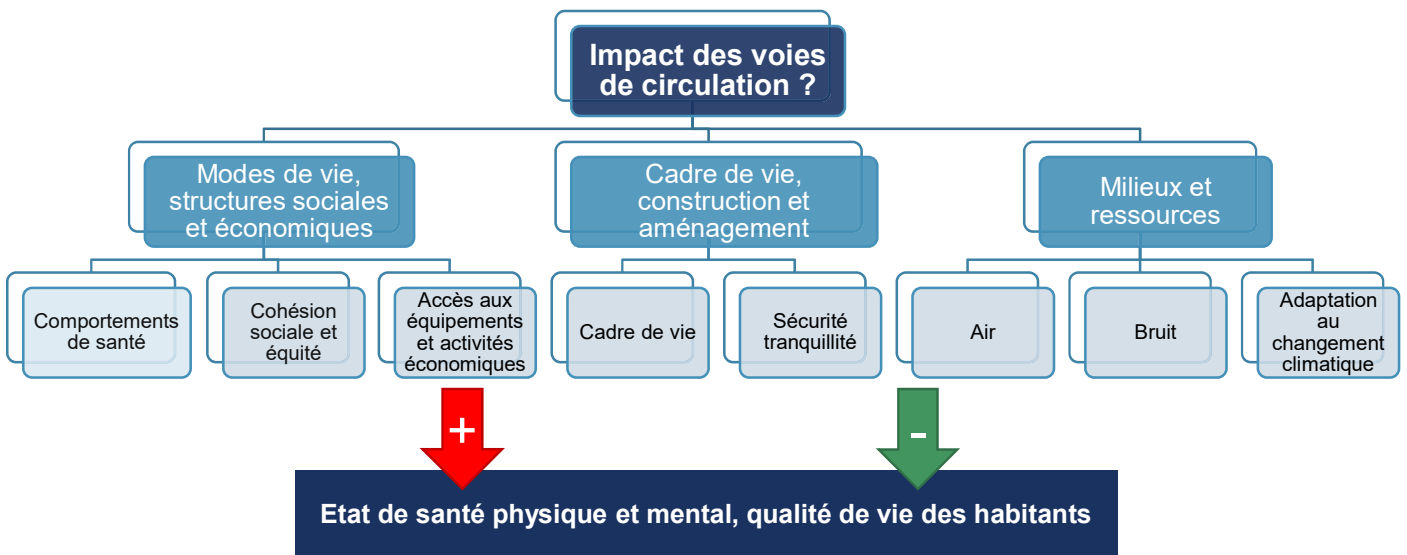 Impact des voies
de circulation ?
Modes de vie,
structures sociales
et économiques
Cadre de vie,
construction et
aménagement
Milieux et
ressources
Comportements
de santé
Cohésion
sociale et
équité
Accès aux
équipements
et activités
économiques
Cadre de vie
Sécurité
tranquillité
Air
Bruit
Adaptation
au
changement
climatique
+
-
Etat de santé physique et mental, qualité de vie des habitants